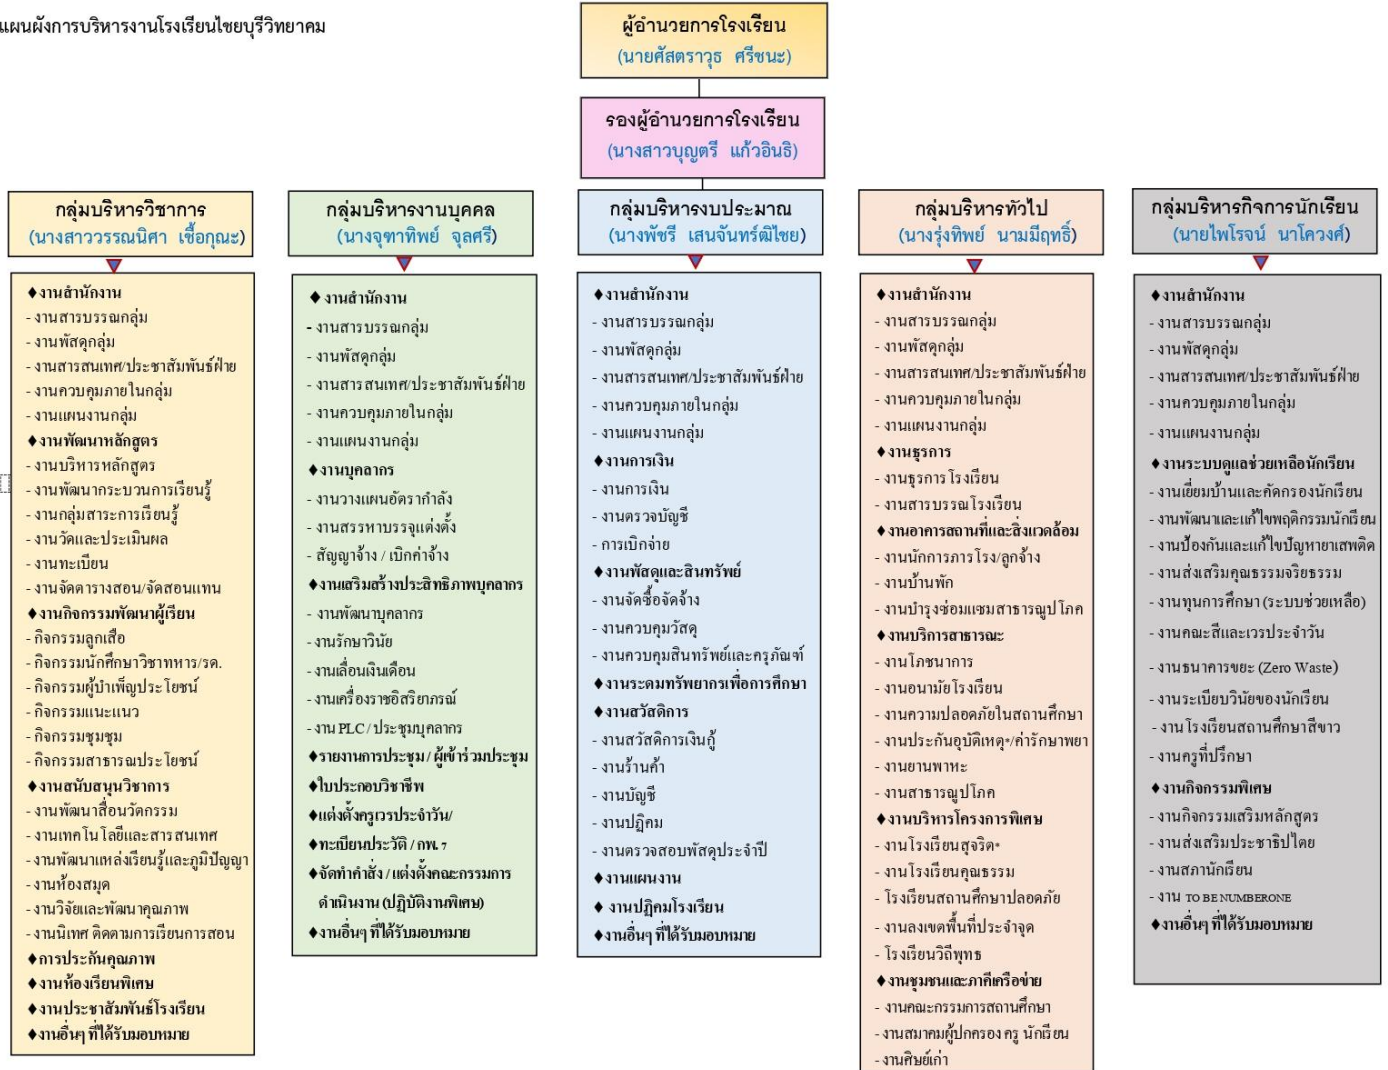 แผนผังการบริหารงานโรงเรียนไชยบุรีวิทยาคม
ผู้อำนวยการโรงเรียน
(นายศัสตราวุธ ศรีชนะ)
รองผู้อำนวยการโรงเรียน
(นางสาวบุญตรี แก้วอินธิ)
กลุ่มบริหารวิชาการ
(นางสาววรรณนิศา เชื้อกุณะ)
♦งานสำนักงาน
- งานสารบรรณกลุ่ม
- งานพัสดุกลุ่ม
- งานสารสนเทศ/ประชาสัมพันธ์ฝ่าย
- งานควบคุมภายในกลุ่ม
- งานแผนงานกลุ่ม
♦งานพัฒนาหลักสูตร
- งานบริหารหลักสูตร
- งานพัฒนากระบวนการเรียนรู้
- งานกลุ่มสาระการเรียนรู้
- งานวัดและประเมินผล
- งานทะเบียน
- งานจัดตารางสอน/จัดสอนแทน
♦งานกิจกรรมพัฒนาผู้เรียน
- กิจกรรมลูกเสือ
- กิจกรรมนักศึกษาวิชาทหาร/รด.
- กิจกรรมผู้บำเพ็ญประโยชน์
- กิจกรรมแนะแนว
- กิจกรรมชุมชุม
- กิจกรรมสาธารณประโยชน์
♦งานสนับสนุนวิชาการ
- งานพัฒนาสื่อนวัตกรรม
- งานเทคโนโลยีและสารสนเทศ
- งานพัฒนาแหล่งเรียนรู้และภูมิปัญญา
- งานห้องสมุด
- งานวิจัยและพัฒนาคุณภาพ
- งานนิเทศ ติดตามการเรียนการสอน
♦การประกันคุณภาพ
♦งานห้องเรียนพิเศษ
♦งานประชาสัมพันธ์โรงเรียน
♦งานอื่นๆ ที่ได้รับมอบหมาย
กลุ่มบริหารงานบุคคล
(นางจุฑาทิพย์ จุลศรี)
♦ งานสำนักงาน
- งานสารบรรณกลุ่ม
- งานพัสดุกลุ่ม
- งานสารสนเทศ/ประชาสัมพันธ์ฝ่าย
- งานควบคุมภายในกลุ่ม
- งานแผนงานกลุ่ม
♦งานบุคลากร
- งานวางแผนอัตรากำลัง
- งานสรรหาบรรจุแต่งตั้ง
- สัญญาจ้าง / เบิกค่าจ้าง
♦งานเสริมสร้างประสิทธิภาพบุคลากร
- งานพัฒนาบุคลากร
- งานรักษาวินัย
- งานเลื่อนเงินเดือน
- งานเครื่องราชอิสริยาภรณ์
- งาน PLC / ประชุมบุคลากร
♦รายงานการประชุม / ผู้เข้าร่วมประชุม
♦ใบประกอบวิชาชีพ
♦แต่งตั้งครูเวรประจำวัน/
♦ทะเบียนประวัติ / กพ. 7
♦จัดทำคำสั่ง / แต่งตั้งคณะกรรมการ
ดำเนินงาน (ปฏิบัติงานพิเศษ)
♦งานอื่นๆ ที่ได้รับมอบหมาย
กลุ่มบริหารงบประมาณ
(นางพัชรี เสนจันทร์ฒิไชย)
♦งานสำนักงาน
- งานสารบรรณกลุ่ม
- งานพัสดุกลุ่ม
- งานสารสนเทศ/ประชาสัมพันธ์ฝ่าย
- งานควบคุมภายในกลุ่ม
- งานแผนงานกลุ่ม
♦งานการเงิน
- งานการเงิน
- งานตรวจบัญชี
- การเบิกจ่าย
♦งานพัสดุและสินทรัพย์
- งานจัดซื้อจัดจ้าง
- งานควบคุมวัสดุ
- งานควบคุมสินทรัพย์และครุภัณฑ์
♦งานระดมทรัพยากรเพื่อการศึกษา
♦งานสวัสดิการ
- งานสวัสดิการเงินกู้
- งานร้านค้า
- งานบัญชี
- งานปฏิคม
- งานตรวจสอบพัสดุประจำปี
♦งานแผนงาน
♦ งานปฏิคมโรงเรียน
♦งานอื่นๆ ที่ได้รับมอบหมาย
กลุ่มบริหารทั่วไป
(นางรุ่งทิพย์ นามมีฤทธิ์)
♦งานสำนักงาน
- งานสารบรรณกลุ่ม
- งานพัสดุกลุ่ม
- งานสารสนเทศ/ประชาสัมพันธ์ฝ่าย
- งานควบคุมภายในกลุ่ม
- งานแผนงานกลุ่ม
♦งานธุรการ
- งานธุรการโรงเรียน
- งานสารบรรณโรงเรียน
♦งานอาคารสถานที่และสิ่งแวดล้อม
- งานนักการภารโรง/ลูกจ้าง
- งานบ้านพัก
- งานบำรุงซ่อมแซมสาธารณูปโภค
♦งานบริการสาธารณะ
- งานโภชนาการ
- งานอนามัยโรงเรียน
- งานความปลอดภัยในสถานศึกษา
- งานประกันอุบัติเหตุ*/ค่ารักษาพยา
- งานยานพาหะ
- งานสาธารณูปโภค
♦งานบริหารโครงการพิเศษ
- งานโรงเรียนสุจริต*
- งานโรงเรียนคุณธรรม
- โรงเรียนสถานศึกษาปลอดภัย
- งานลงเขตพื้นที่ประจำจุด
- โรงเรียนวิถีพุทธ
♦งานชุมชนและภาคีเครือข่าย
- งานคณะกรรมการสถานศึกษา
- งานสมาคมผู้ปกครอง ครู นักเรียน
- งานศิษย์เก่า
กลุ่มบริหารกิจการนักเรียน
(นายไพโรจน์ นาโควงศ์)
♦งานสำนักงาน
- งานสารบรรณกลุ่ม
- งานพัสดุกลุ่ม
- งานสารสนเทศ/ประชาสัมพันธ์ฝ่าย
- งานควบคุมภายในกลุ่ม
- งานแผนงานกลุ่ม
♦งานระบบดูแลช่วยเหลือนักเรียน
- งานเยี่ยมบ้านและคัดกรองนักเรียน
- งานพัฒนาและแก้ไขพฤติกรรมนักเรียน
- งานป้องกันและแก้ไขปัญหายาเสพติด
- งานส่งเสริมคุณธรรมจริยธรรม
- งานทุนการศึกษา (ระบบช่วยเหลือ)
- งานคณะสีและเวรประจำวัน
- งานธนาคารขยะ (Zero Waste)
- งานระเบียบวินัยของนักเรียน
- งานโรงเรียนสถานศึกษาสีขาว
- งานครูที่ปรึกษา
♦งานกิจกรรมพิเศษ
- งานกิจกรรมเสริมหลักสูตร
- งานส่งเสริมประชาธิปไตย
- งานสภานักเรียน
- งาน TO BE NUMBERONE
♦งานอื่นๆ ที่ได้รับมอบหมาย